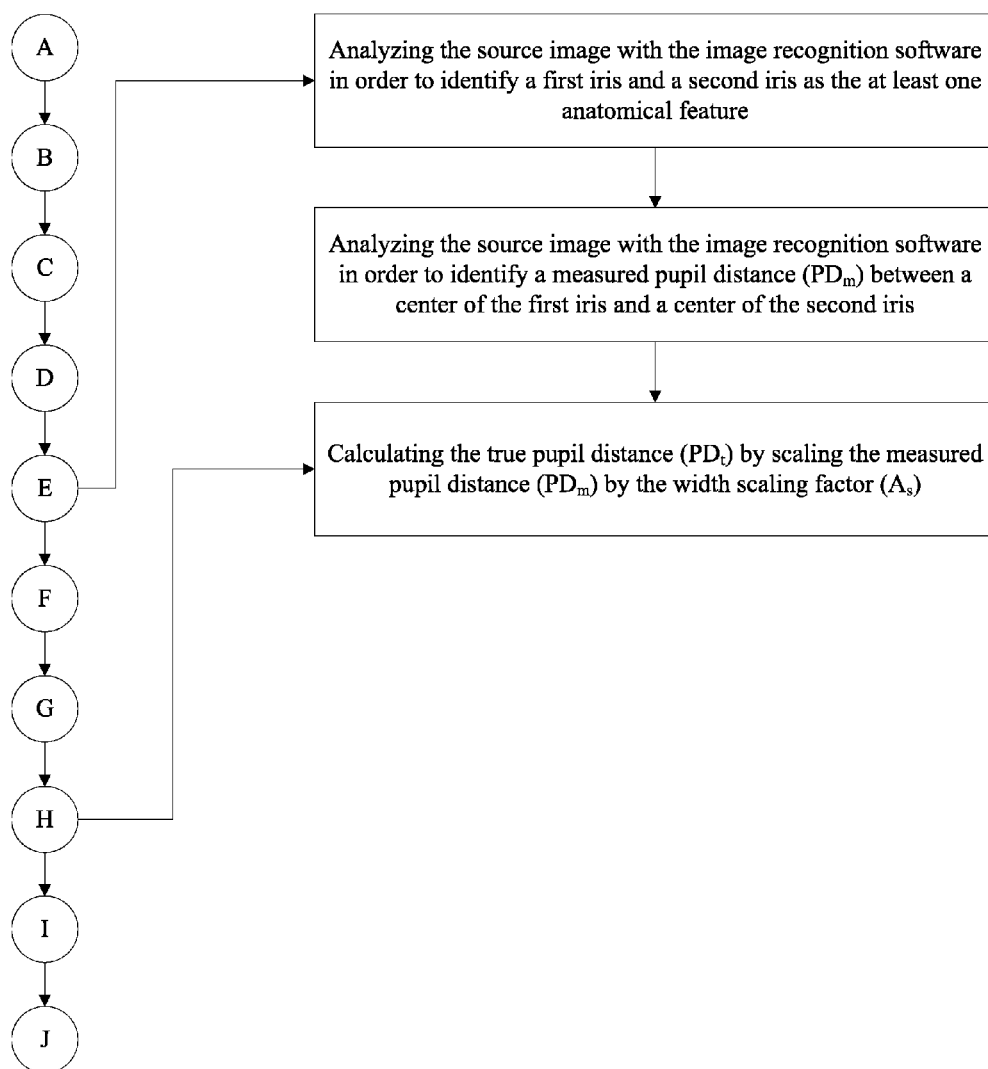 A
B
C
D
E
F
G
H
I
J
Analyzing the source image with the image recognition software
in order to identify a first iris and a second iris as the at least one
anatomical feature
Analyzing the source image with the image recognition software
in order to identify a measured pupil distance (PDₘ) between a
center of the first iris and a center of the second iris
Calculating the true pupil distance (PDₜ) by scaling the measured
pupil distance (PDₘ) by the width scaling factor (Aₛ)